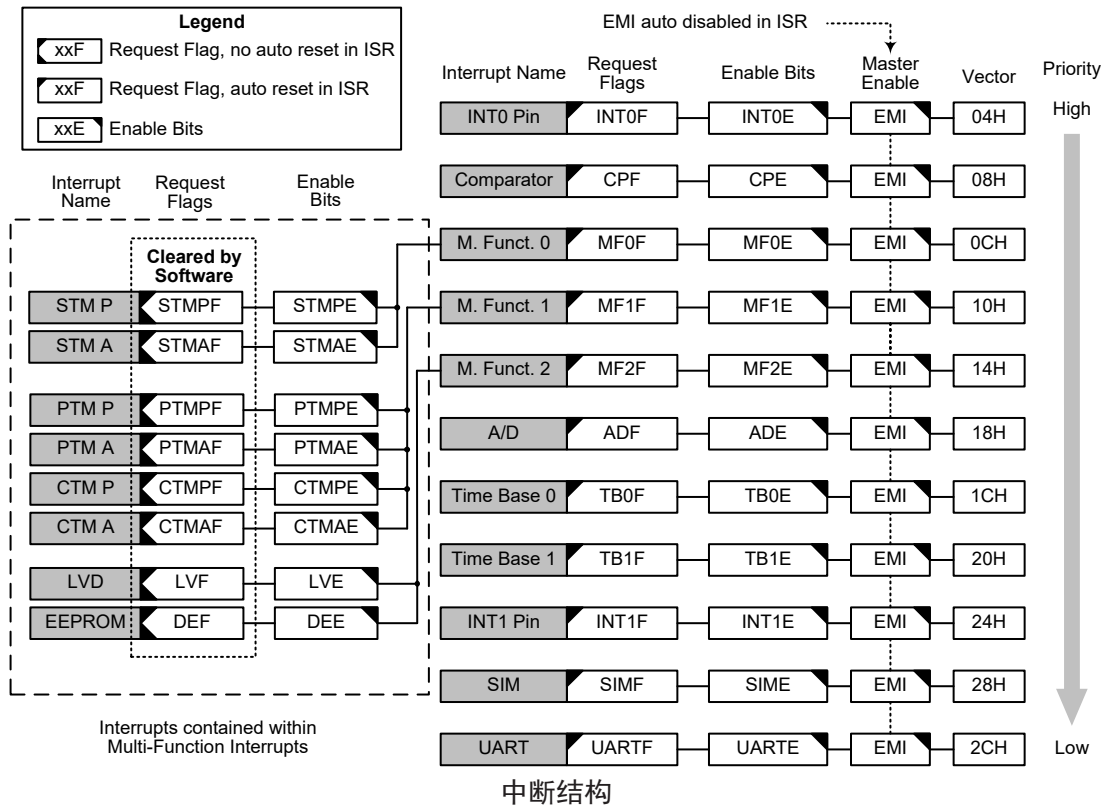 Legend
xxF Request Flag, no auto reset in ISR
xxF Request Flag, auto reset in ISR
xxE Enable Bits
EMI auto disabled in ISR
Interrupt Name Request Flags Enable Bits Master Enable Vector Priority
INT0 Pin INT0F INT0E EMI 04H High
Comparator CPF CPE EMI 08H
M. Funct. 0 MF0F MF0E EMI 0CH
M. Funct. 1 MF1F MF1E EMI 10H
M. Funct. 2 MF2F MF2E EMI 14H
A/D ADF ADE EMI 18H
Time Base 0 TB0F TB0E EMI 1CH
Time Base 1 TB1F TB1E EMI 20H
INT1 Pin INT1F INT1E EMI 24H
SIM SIMF SIME EMI 28H
UART UARTF UARTE EMI 2CH Low
Interrupt Name Request Flags Enable Bits
Cleared by
Software
STM P STMPF STMPE
STM A STMAF STMAE
PTM P PTMPF PTMPE
PTM A PTMAF PTMAE
CTM P CTMPF CTMPE
CTM A CTMAF CTMAE
LVD LVF LVE
EEPROM DEF DEE
Interrupts contained within
Multi-Function Interrupts
中断结构